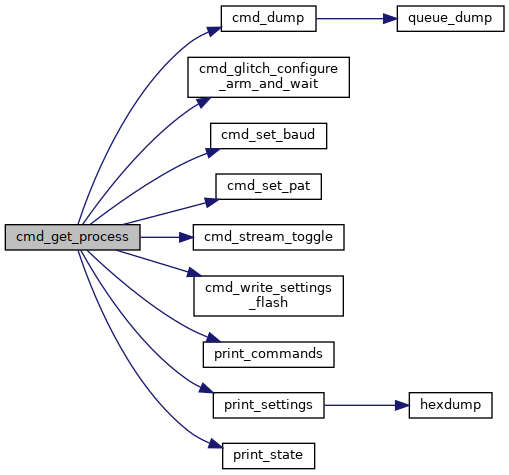 cmd_dump
queue_dump
cmd_glitch_configure
_arm_and_wait
cmd_set_baud
cmd_set_pat
cmd_get_process
cmd_stream_toggle
cmd_write_settings
_flash
print_commands
print_settings
hexdump
print_state